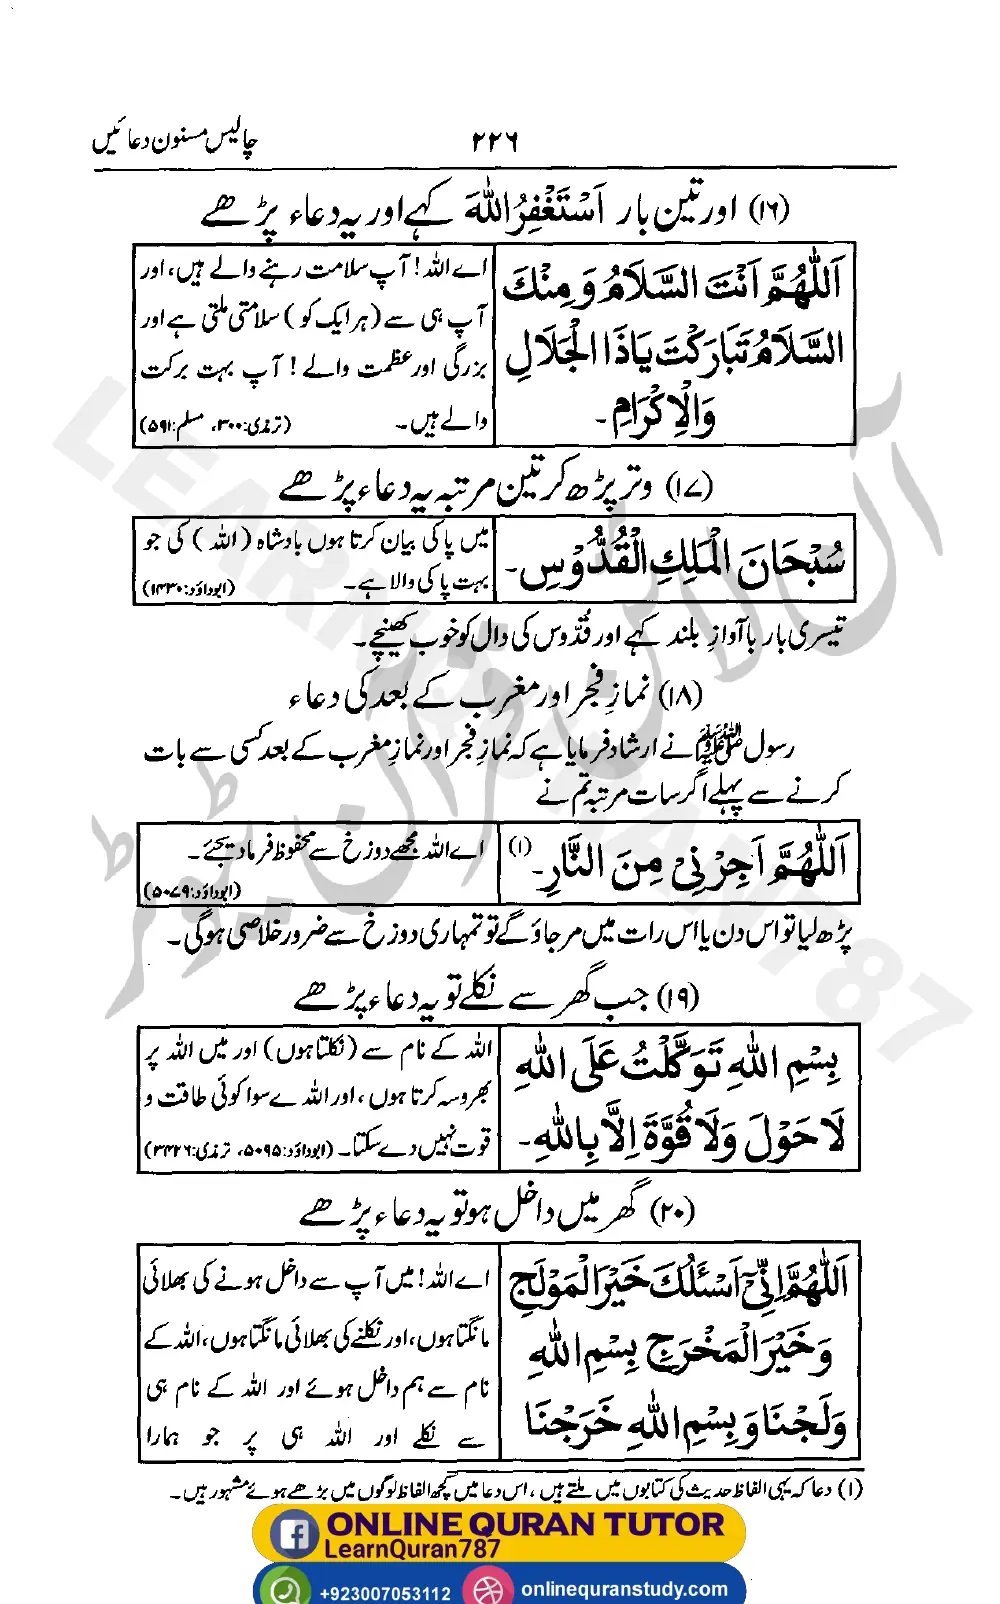 چالیس مسنون دعائیں
۲۲۶
(۱۶) اور تین بار اَسْتَغْفِرُ اللّٰهَ کہے اور یہ دعاء پڑھے
اَللّٰهُمَّ اَنْتَ السَّلَامُ وَمِنْكَ
السَّلَامُ تَبَارَكْتَ يَاذَا الْجَلَالِ
وَالْاِكْرَامِ۔
اے اللہ! آپ سلامت رہنے والے ہیں، اور
آپ ہی سے (ہر ایک کو) سلامتی ملتی ہے اور
بزرگی اور عظمت والے! آپ بہت برکت
والے ہیں۔ (ترمذی:۳۰۰، مسلم:۵۹۱)
(۱۷) وتر پڑھ کر تین مرتبہ یہ دعاء پڑھے
سُبْحَانَ الْمَلِكِ الْقُدُّوْسِ۔
میں پاکی بیان کرتا ہوں بادشاہ (اللہ) کی جو
بہت پاکی والا ہے۔ (ابوداؤد:۱۴۳۰)
تیسری بار باآوازِ بلند کہے اور قُدُّوس کی دال کو خوب کھینچے۔
(۱۸) نمازِ فجر اور مغرب کے بعد کی دعاء
رسول ﷺ نے ارشاد فرمایا ہے کہ نمازِ فجر اور نمازِ مغرب کے بعد کسی سے بات
کرنے سے پہلے اگر سات مرتبہ تم نے
اَللّٰهُمَّ اَجِرْنِيْ مِنَ النَّارِ۔ (۱)
اے اللہ مجھے دوزخ سے محفوظ فرما دیجئے۔
(ابوداؤد:۵۰۷۹)
پڑھ لیا تو اس دن یا اس رات میں مرجاؤ گے تو تمہاری دوزخ سے ضرور خلاصی ہوگی۔
(۱۹) جب گھر سے نکلے تو یہ دعاء پڑھے
بِسْمِ اللّٰهِ تَوَكَّلْتُ عَلَى اللّٰهِ
لَا حَوْلَ وَلَا قُوَّةَ اِلَّا بِاللّٰهِ۔
اللہ کے نام سے (نکلتا ہوں) اور میں اللہ پر
بھروسہ کرتا ہوں، اور اللہ کے سوا کوئی طاقت و
قوت نہیں دے سکتا۔ (ابوداؤد:۵۰۹۵، ترمذی:۳۴۲۶)
(۲۰) گھر میں داخل ہو تو یہ دعاء پڑھے
اَللّٰهُمَّ اِنِّيْٓ اَسْئَلُكَ خَيْرَ الْمَوْلَجِ
وَخَيْرَ الْمَخْرَجِ بِسْمِ اللّٰهِ
وَلَجْنَا وَبِسْمِ اللّٰهِ خَرَجْنَا
اے اللہ! میں آپ سے داخل ہونے کی بھلائی
مانگتا ہوں، اور نکلنے کی بھلائی مانگتا ہوں، اللہ کے
نام سے ہم داخل ہوئے اور اللہ کے نام ہی
سے نکلے اور اللہ ہی پر جو ہمارا
(۱) دعا کہ یہی الفاظ حدیث کی کتابوں میں ملتے ہیں، اس دعا میں کچھ الفاظ لوگوں میں بڑھے ہوئے مشہور ہیں۔
LEARNQURAN787
آن لائن قرآن ٹیوٹر
ONLINE QURAN TUTOR
LearnQuran787
+923007053112
onlinequranstudy.com